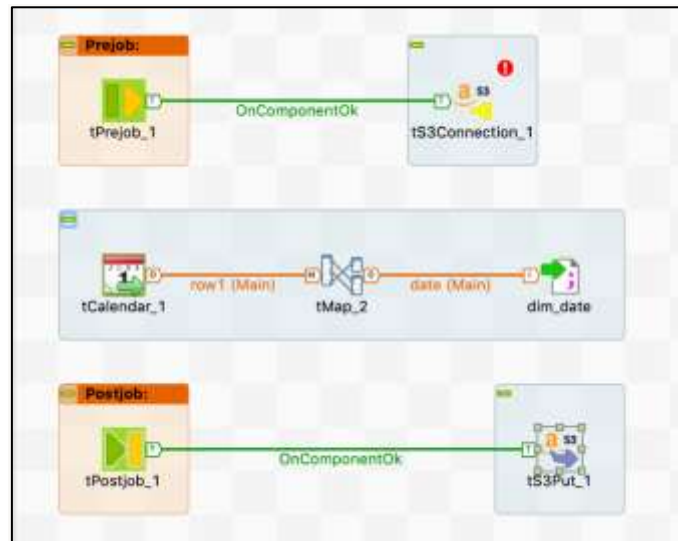 Prejob:
OnComponentOk
tPrejob_1
tS3Connection_1
row1 (Main)
date (Main)
tCalendar_1
tMap_2
dim_date
Postjob:
OnComponentOk
tPostjob_1
tS3Put_1